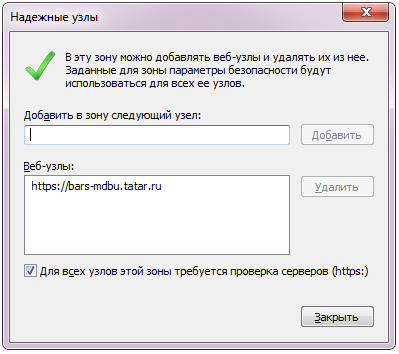 Надежные узлы
В эту зону можно добавлять веб-узлы и удалять их из нее.
Заданные для зоны параметры безопасности будут
использоваться для всех ее узлов.
Добавить в зону следующий узел:
Добавить
Веб-узлы:
https://bars-mdbu.tatar.ru
Удалить
Для всех узлов этой зоны требуется проверка серверов (https:)
Закрыть